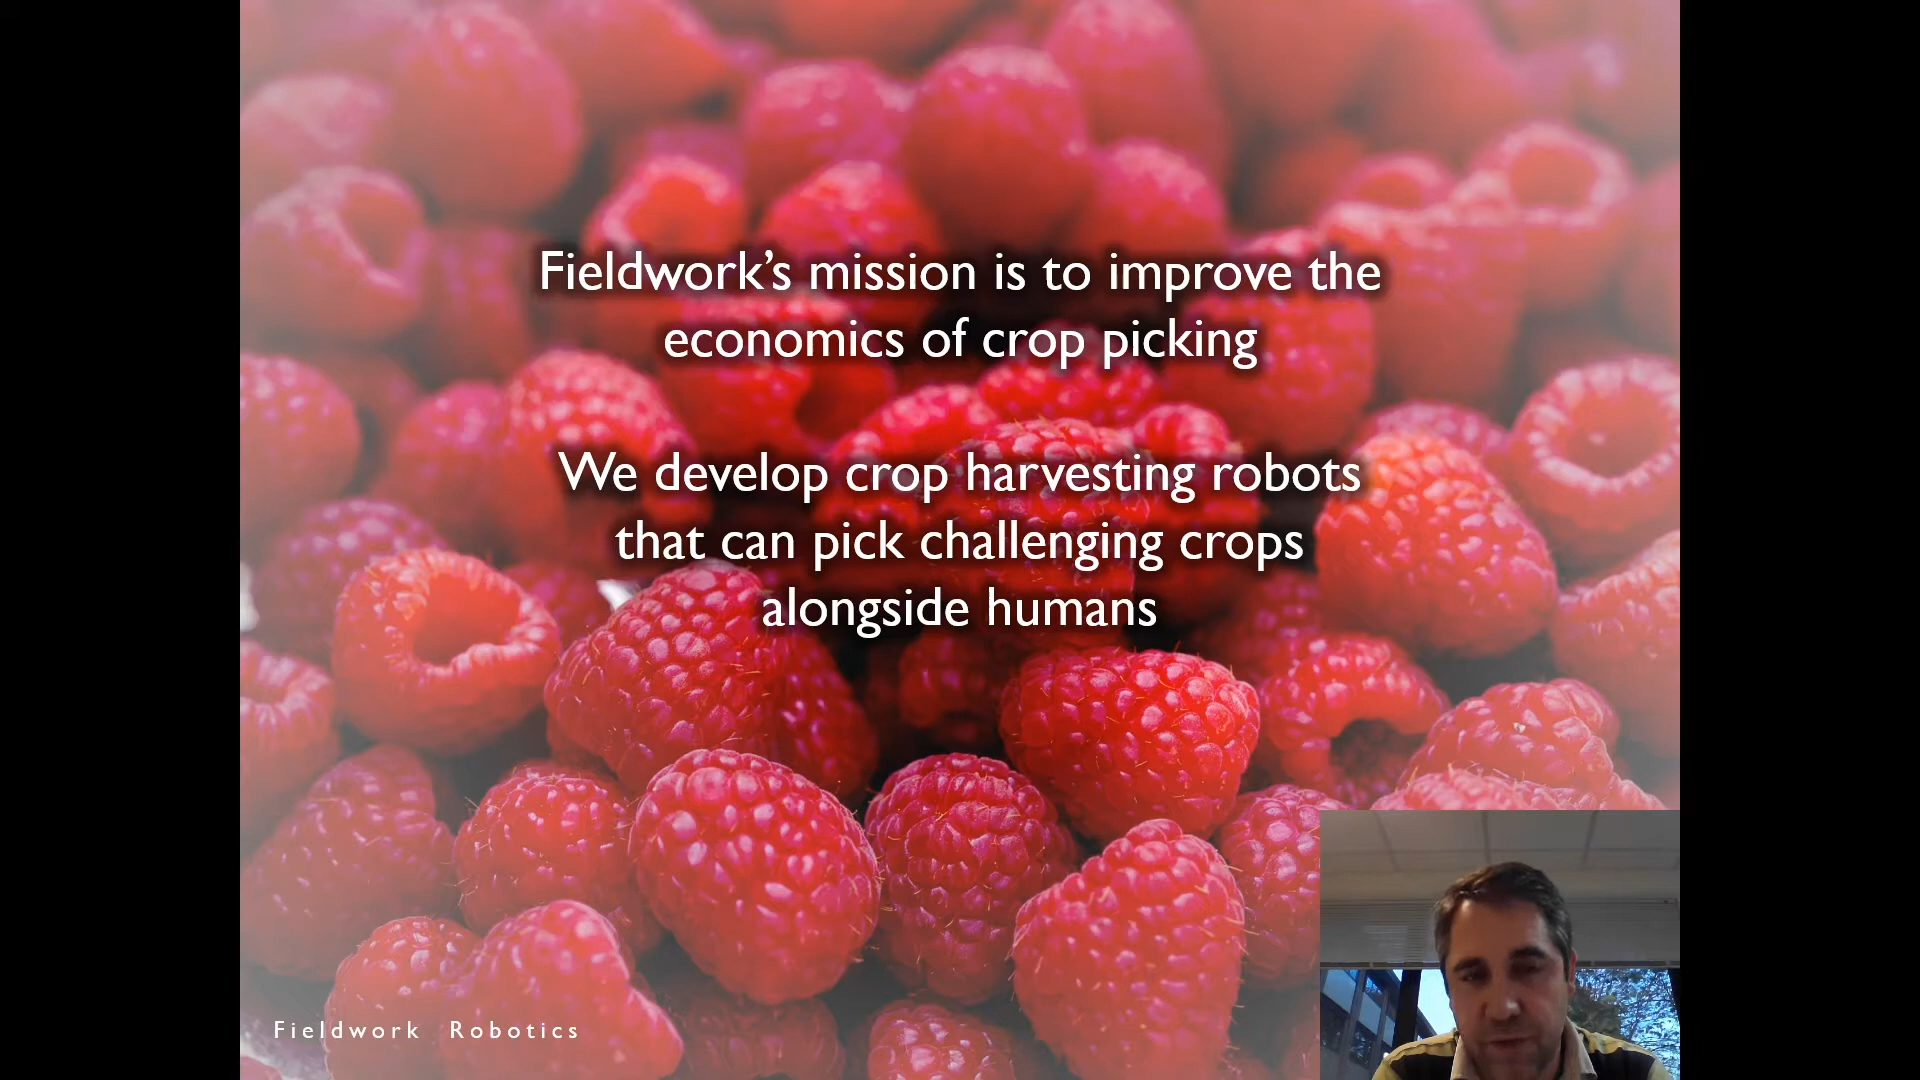 Fieldwork’s mission is to improve the
economics of crop picking
We develop crop harvesting robots
that can pick challenging crops
alongside humans
Fieldwork Robotics